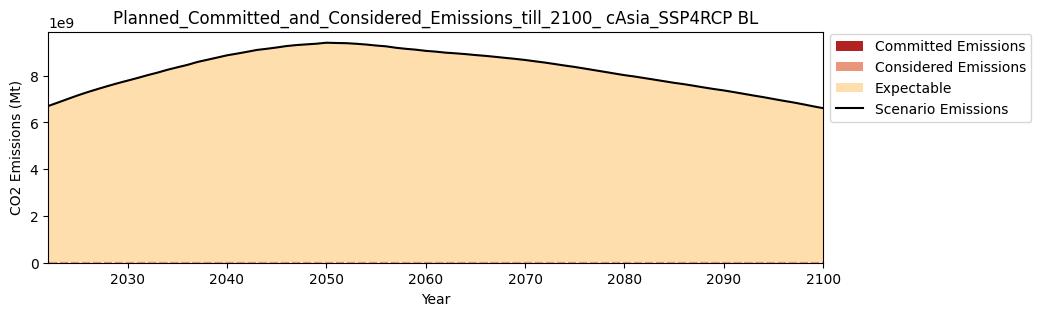 Planned_Committed_and_Considered_Emissions_till_2100_ cAsia_SSP4RCP BL
1e9
8
6
4
2
0
CO2 Emissions (Mt)
2030 2040 2050 2060 2070 2080 2090 2100
Year
Committed Emissions
Considered Emissions
Expectable
Scenario Emissions